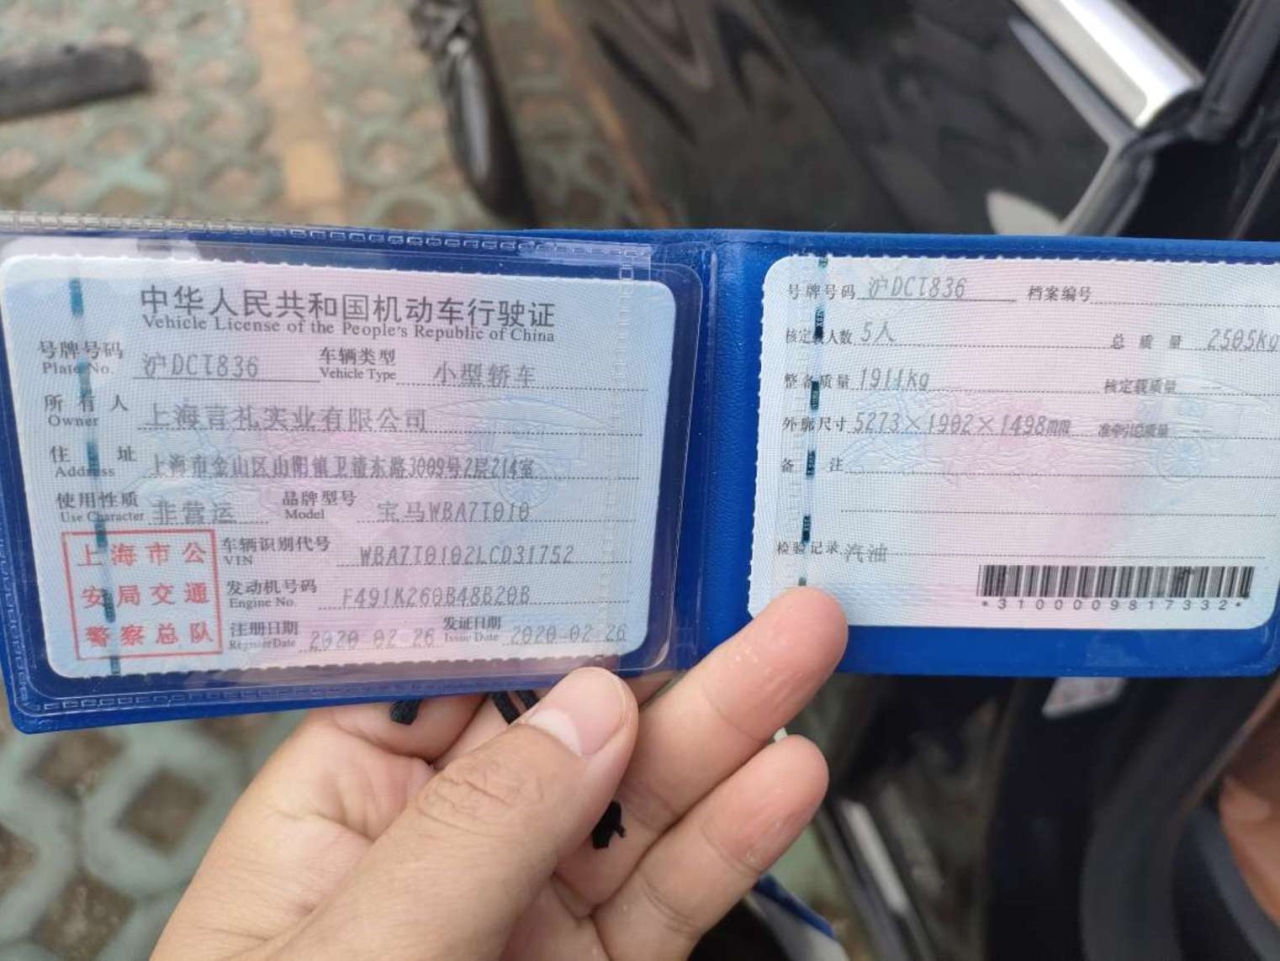 中华人民共和国机动车行驶证
Vehicle License of the People's Republic of China
号牌号码 沪DCT836 车辆类型 小型轿车
Plate No. Vehicle Type
所有人 上海育礼实业有限公司
Owner
住址 上海市金山区山阳镇卫清东路3009号2层214室
Address
使用性质 非营运 品牌型号 宝马WBA7T010
Use Character Model
上海市公
安局交通
警察总队
车辆识别代号 WBA7T0102LCD31752
VIN
发动机号码 F491K260B48B20B
Engine No.
注册日期 2020-02-26 发证日期 2020-02-26
Register Date Issue Date
号牌号码 沪DCT836 档案编号
核定载人数 5人 总质量 2505kg
整备质量 1911kg 核定载质量 --
外廓尺寸 5273×1902×1498mm 准牵引总质量 --
备注
检验记录 汽油
*3100009817332*